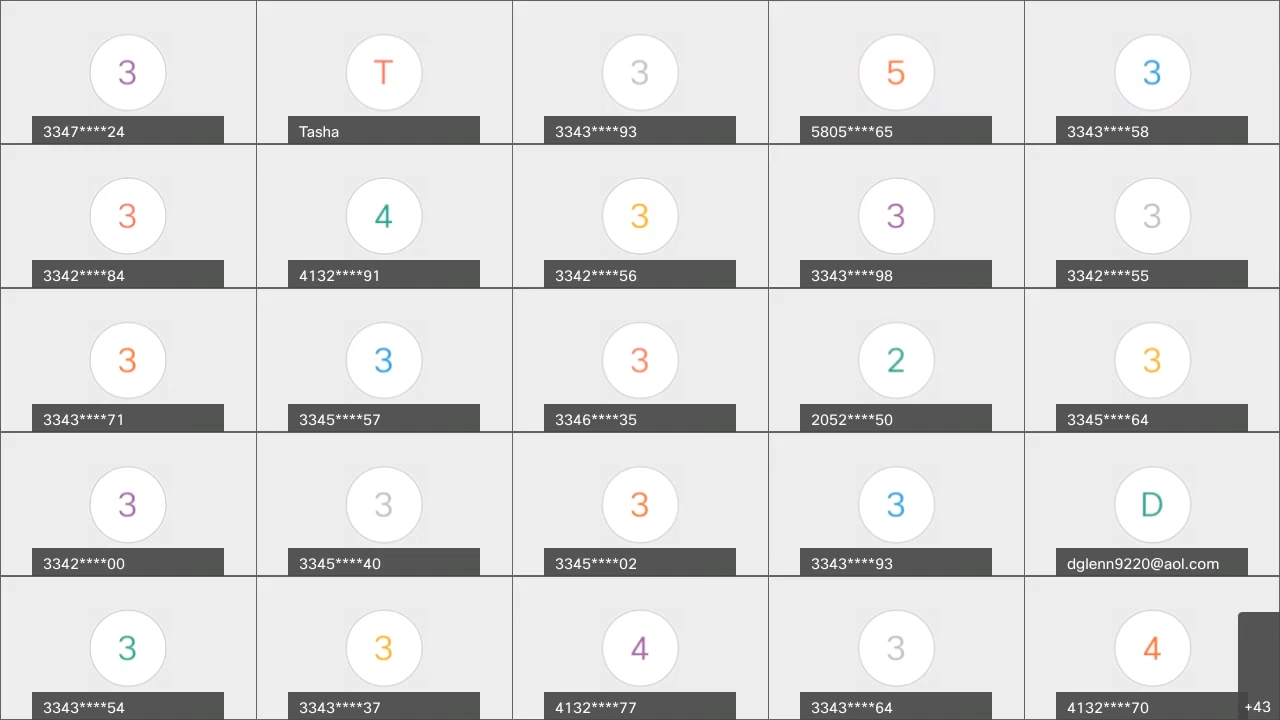 3 T 3 5 3
3347****24 Tasha 3343****93 5805****65 3343****58
3 4 3 3 3
3342****84 4132****91 3342****56 3343****98 3342****55
3 3 3 2 3
3343****71 3345****57 3346****35 2052****50 3345****64
3 3 3 3 D
3342****00 3345****40 3345****02 3343****93 dglenn9220@aol.com
3 3 4 3 4
3343****54 3343****37 4132****77 3343****64 4132****70 +43